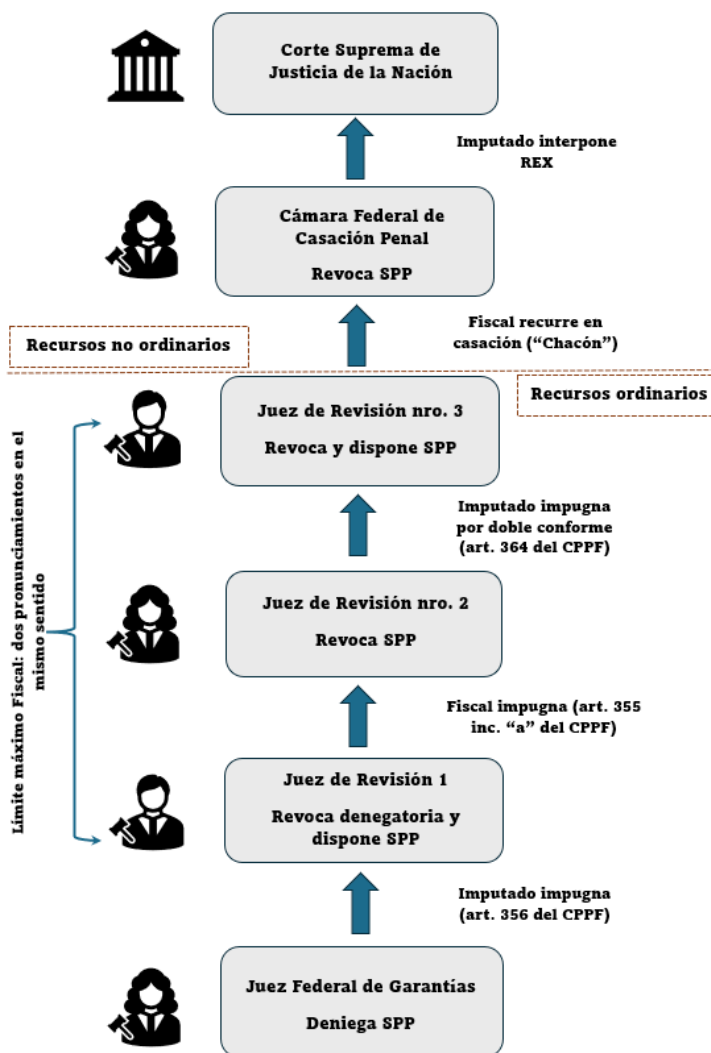 Corte Suprema de
Justicia de la Nación
Imputado interpone
REX
Cámara Federal de
Casación Penal
Revoca SPP
Fiscal recurre en
casación (“Chacón”)
Recursos no ordinarios
Recursos ordinarios
Juez de Revisión nro. 3
Revoca y dispone SPP
Límite máximo Fiscal: dos pronunciamientos en el
mismo sentido
Imputado impugna
por doble conforme
(art. 364 del CPPF)
Juez de Revisión nro. 2
Revoca SPP
Fiscal impugna (art. 355
inc. “a” del CPPF)
Juez de Revisión 1
Revoca denegatoria y
dispone SPP
Imputado impugna
(art. 356 del CPPF)
Juez Federal de Garantías
Deniega SPP